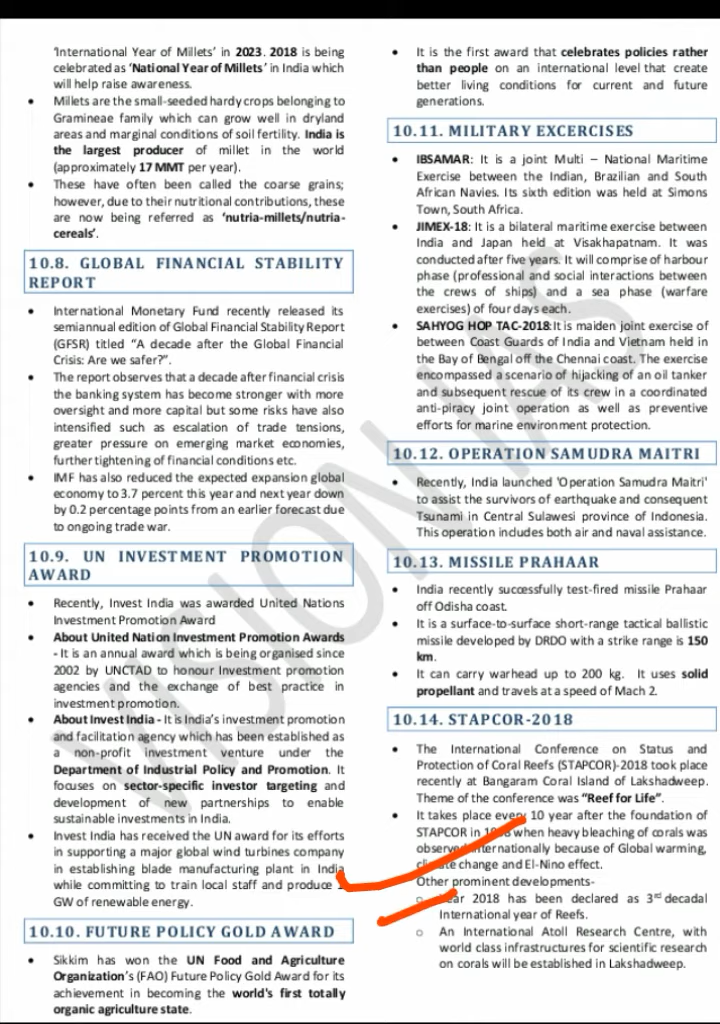 'International Year of Millets' in 2023. 2018 is being
celebrated as 'National Year of Millets' in India which
will help raise awareness.
• Millets are the small-seeded hardy crops belonging to
Gramineae family which can grow well in dryland
areas and marginal conditions of soil fertility. India is
the largest producer of millet in the world
(approximately 17 MMT per year).
• These have often been called the coarse grains;
however, due to their nutritional contributions, these
are now being referred as 'nutria-millets/nutria-
cereals'.
10.8. GLOBAL FINANCIAL STABILITY
REPORT
• International Monetary Fund recently released its
semiannual edition of Global Financial Stability Report
(GFSR) titled "A decade after the Global Financial
Crisis: Are we safer?".
• The report observes that a decade after financial crisis
the banking system has become stronger with more
oversight and more capital but some risks have also
intensified such as escalation of trade tensions,
greater pressure on emerging market economies,
further tightening of financial conditions etc.
• IMF has also reduced the expected expansion global
economy to 3.7 percent this year and next year down
by 0.2 percentage points from an earlier forecast due
to ongoing trade war.
10.9. UN INVESTMENT PROMOTION
AWARD
• Recently, Invest India was awarded United Nations
Investment Promotion Award
• About United Nation Investment Promotion Awards
- It is an annual award which is being organised since
2002 by UNCTAD to honour Investment promotion
agencies and the exchange of best practice in
investment promotion.
• About Invest India - It is India's investment promotion
and facilitation agency which has been established as
a non-profit investment venture under the
Department of Industrial Policy and Promotion. It
focuses on sector-specific investor targeting and
development of new partnerships to enable
sustainable investments in India.
• Invest India has received the UN award for its efforts
in supporting a major global wind turbines company
in establishing blade manufacturing plant in India
while committing to train local staff and produce
GW of renewable energy.
10.10. FUTURE POLICY GOLD AWARD
• Sikkim has won the UN Food and Agriculture
Organization's (FAO) Future Policy Gold Award for its
achievement in becoming the world's first totally
organic agriculture state.
• It is the first award that celebrates policies rather
than people on an international level that create
better living conditions for current and future
generations.
10.11. MILITARY EXCERCISES
• IBSAMAR: It is a joint Multi – National Maritime
Exercise between the Indian, Brazilian and South
African Navies. Its sixth edition was held at Simons
Town, South Africa.
• JIMEX-18: It is a bilateral maritime exercise between
India and Japan held at Visakhapatnam. It was
conducted after five years. It will comprise of harbour
phase (professional and social interactions between
the crews of ships) and a sea phase (warfare
exercises) of four days each.
• SAHYOG HOP TAC-2018:It is maiden joint exercise of
between Coast Guards of India and Vietnam held in
the Bay of Bengal off the Chennai coast. The exercise
encompassed a scenario of hijacking of an oil tanker
and subsequent rescue of its crew in a coordinated
anti-piracy joint operation as well as preventive
efforts for marine environment protection.
10.12. OPERATION SAMUDRA MAITRI
• Recently, India launched 'Operation Samudra Maitri'
to assist the survivors of earthquake and consequent
Tsunami in Central Sulawesi province of Indonesia.
This operation includes both air and naval assistance.
10.13. MISSILE PRAHAAR
• India recently successfully test-fired missile Prahaar
off Odisha coast.
• It is a surface-to-surface short-range tactical ballistic
missile developed by DRDO with a strike range is 150
km.
• It can carry warhead up to 200 kg. It uses solid
propellant and travels at a speed of Mach 2.
10.14. STAPCOR-2018
• The International Conference on Status and
Protection of Coral Reefs (STAPCOR)-2018 took place
recently at Bangaram Coral Island of Lakshadweep.
Theme of the conference was "Reef for Life".
• It takes place every 10 year after the foundation of
STAPCOR in when heavy bleaching of corals was
observed internationally because of Global warming,
climate change and El-Nino effect.
Other prominent developments-
o Year 2018 has been declared as 3rd decadal
International year of Reefs.
o An International Atoll Research Centre, with
world class infrastructures for scientific research
on corals will be established in Lakshadweep.
VISION IAS